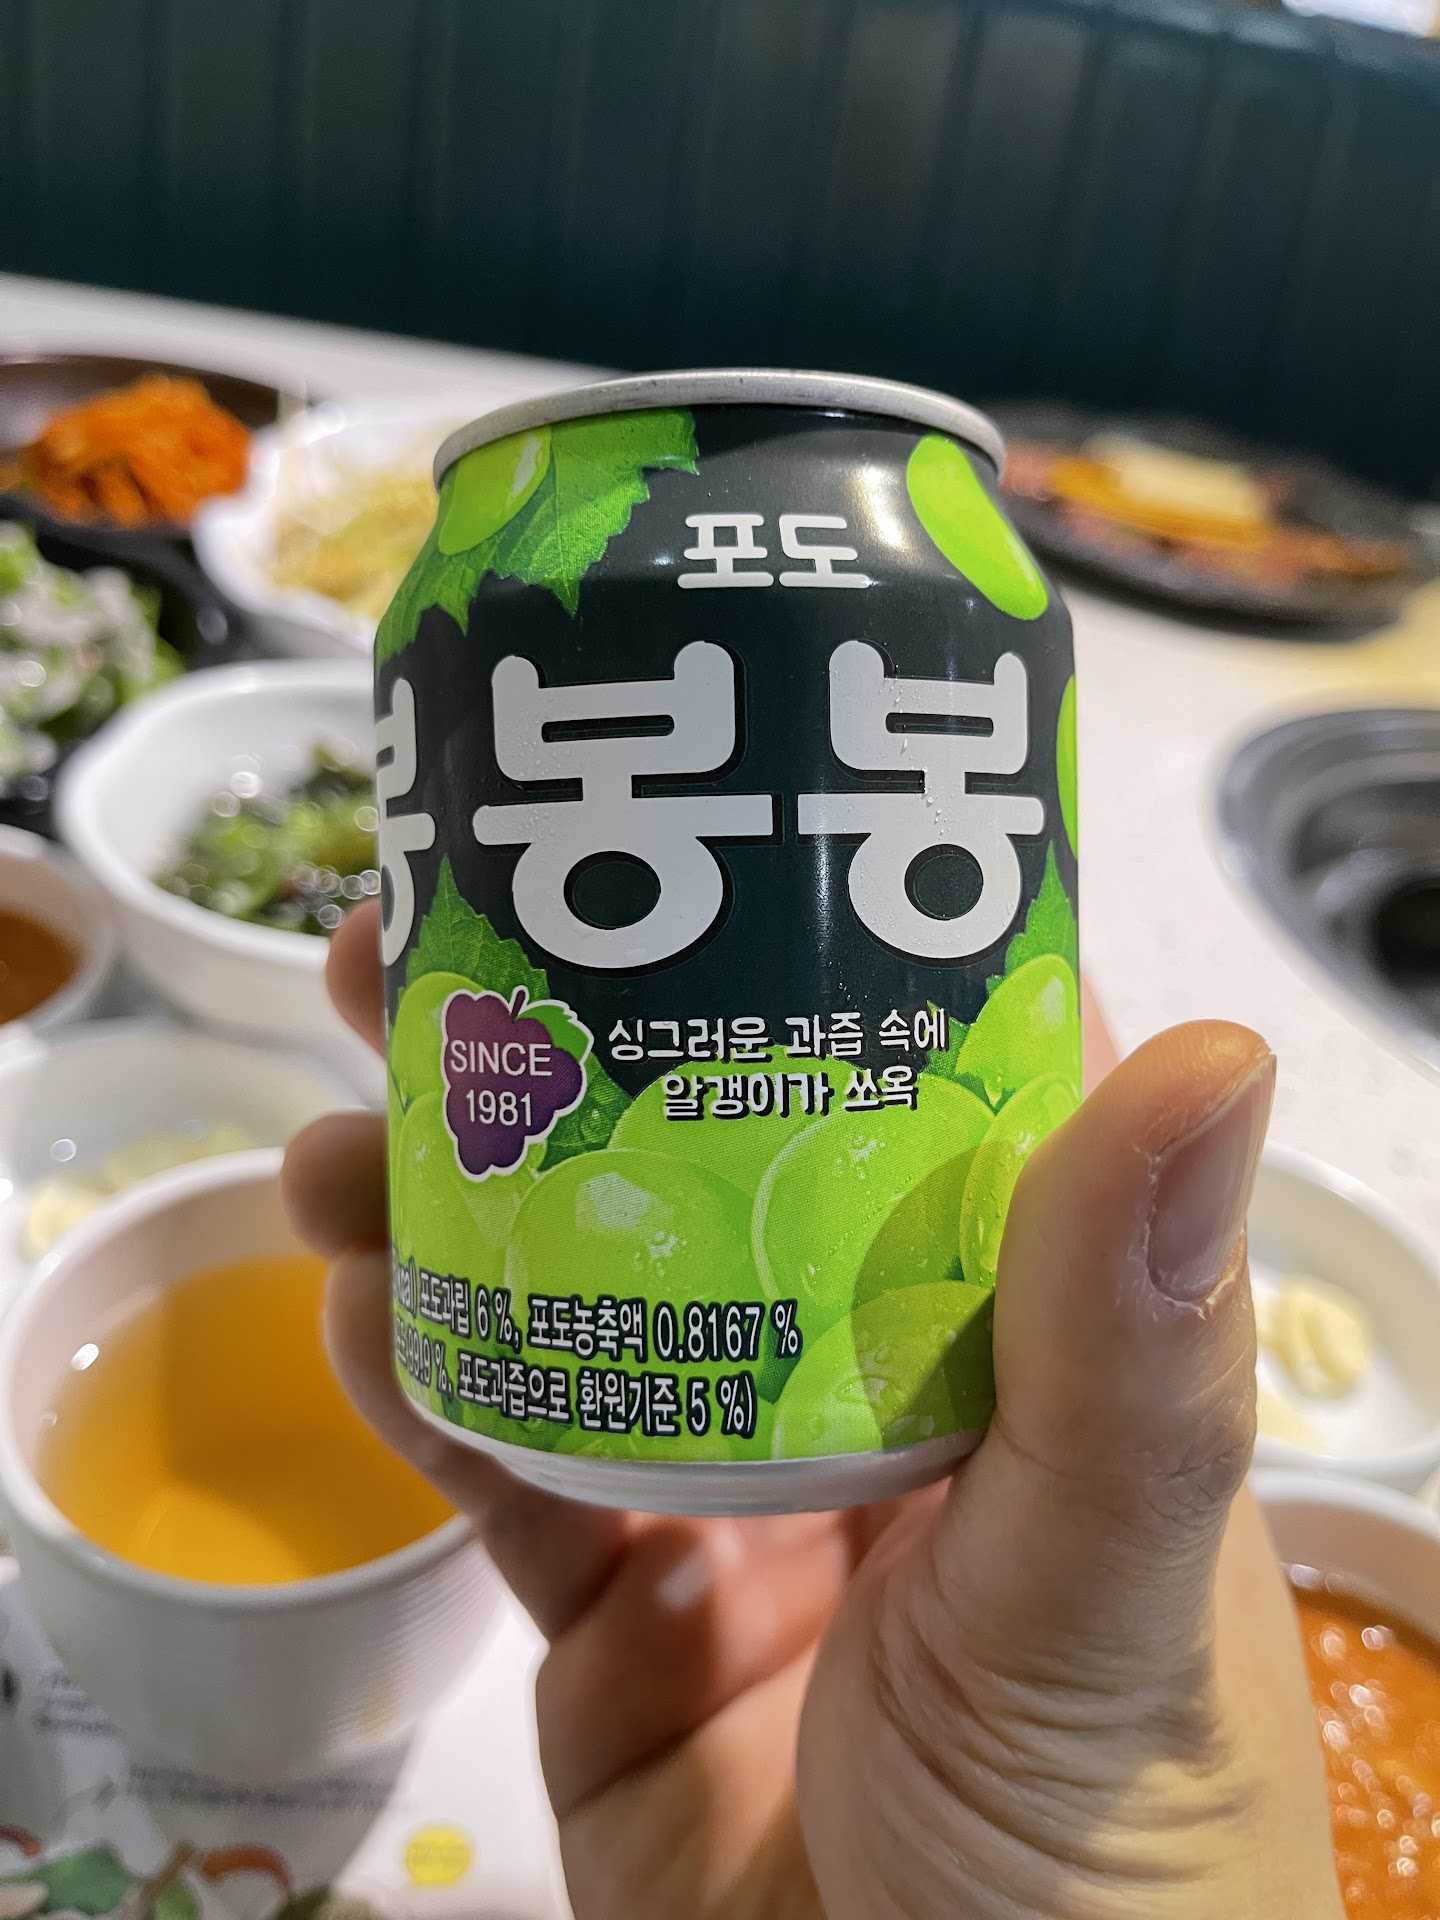 포도
봉봉
SINCE
1981
싱그러운 과즙 속에
알갱이가 쏘옥
포도과립 6 %, 포도농축액 0.8167 %
99.9 %, 포도과즙으로 환원기준 5 %)